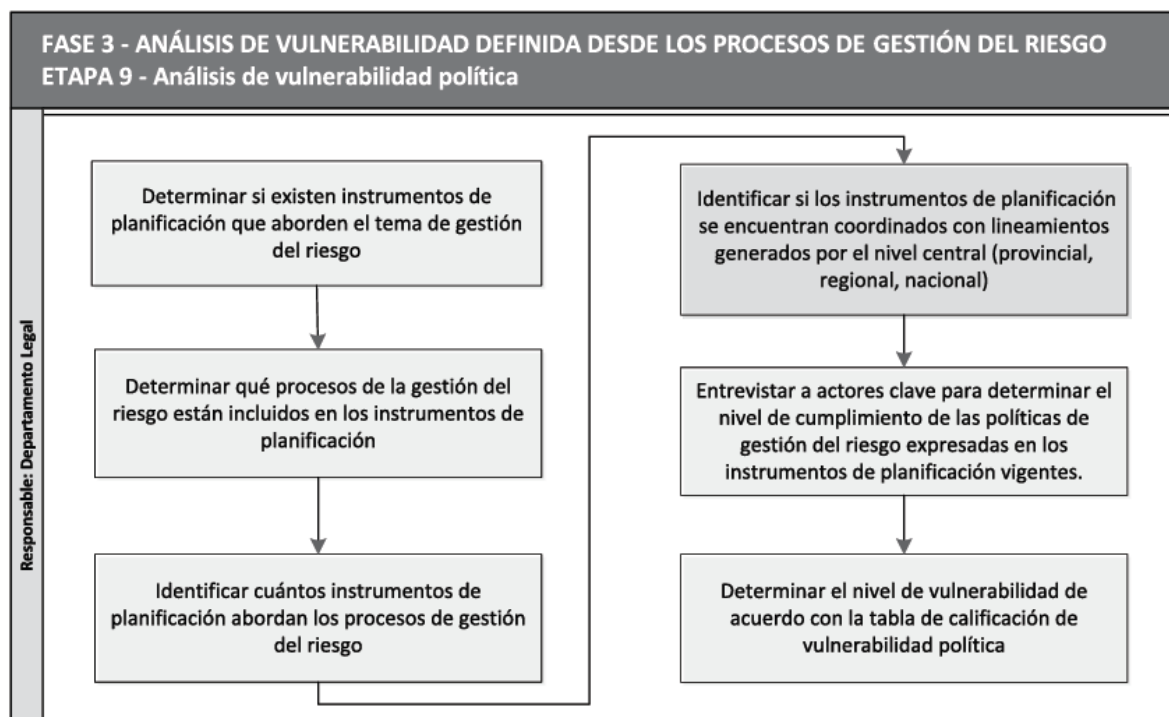 FASE 3 - ANÁLISIS DE VULNERABILIDAD DEFINIDA DESDE LOS PROCESOS DE GESTIÓN DEL RIESGO
ETAPA 9 - Análisis de vulnerabilidad política
Responsable: Departamento Legal
Determinar si existen instrumentos de
planificación que aborden el tema de gestión
del riesgo
Determinar qué procesos de la gestión del
riesgo están incluidos en los instrumentos de
planificación
Identificar cuántos instrumentos de
planificación abordan los procesos de gestión
del riesgo
Identificar si los instrumentos de planificación
se encuentran coordinados con lineamientos
generados por el nivel central (provincial,
regional, nacional)
Entrevistar a actores clave para determinar el
nivel de cumplimiento de las políticas de
gestión del riesgo expresadas en los
instrumentos de planificación vigentes.
Determinar el nivel de vulnerabilidad de
acuerdo con la tabla de calificación de
vulnerabilidad política